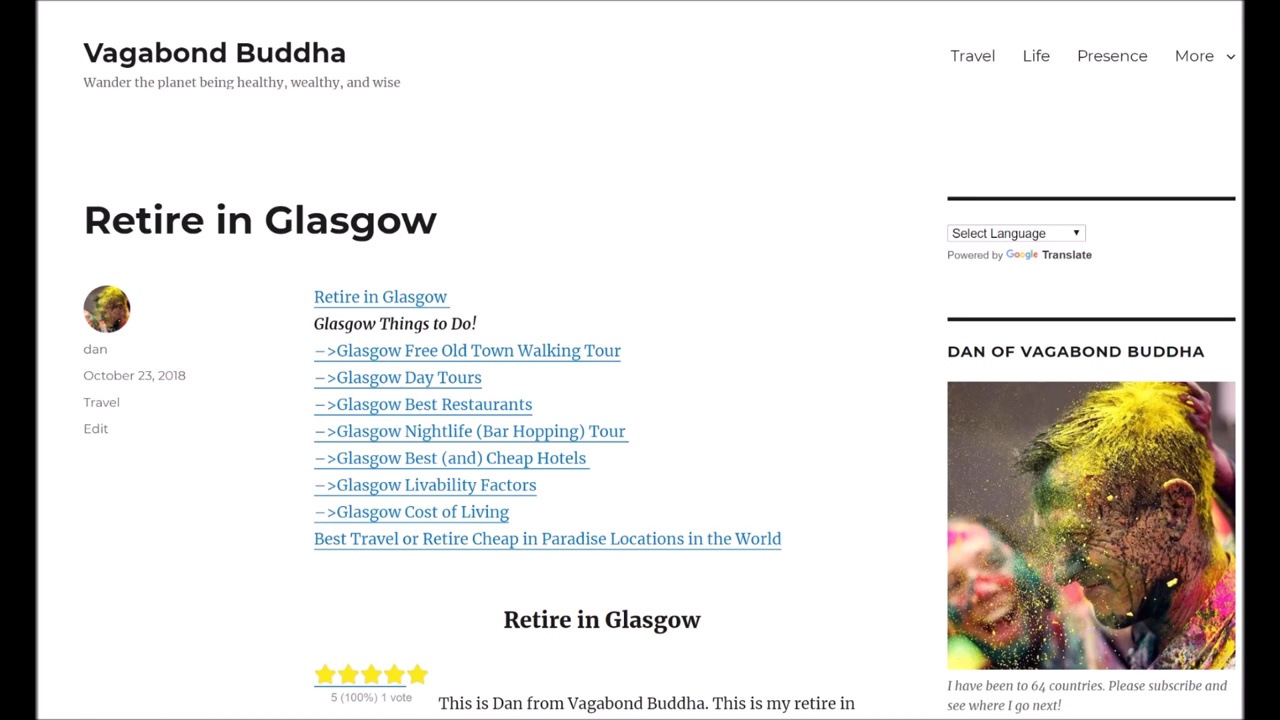 Vagabond Buddha
Wander the planet being healthy, wealthy, and wise
Travel Life Presence More
Retire in Glasgow
dan
October 23, 2018
Travel
Edit
Retire in Glasgow
Glasgow Things to Do!
–>Glasgow Free Old Town Walking Tour
–>Glasgow Day Tours
–>Glasgow Best Restaurants
–>Glasgow Nightlife (Bar Hopping) Tour
–>Glasgow Best (and) Cheap Hotels
–>Glasgow Livability Factors
–>Glasgow Cost of Living
Best Travel or Retire Cheap in Paradise Locations in the World
Retire in Glasgow
5 (100%) 1 vote
This is Dan from Vagabond Buddha. This is my retire in
Select Language
Powered by Google Translate
DAN OF VAGABOND BUDDHA
I have been to 64 countries. Please subscribe and
see where I go next!